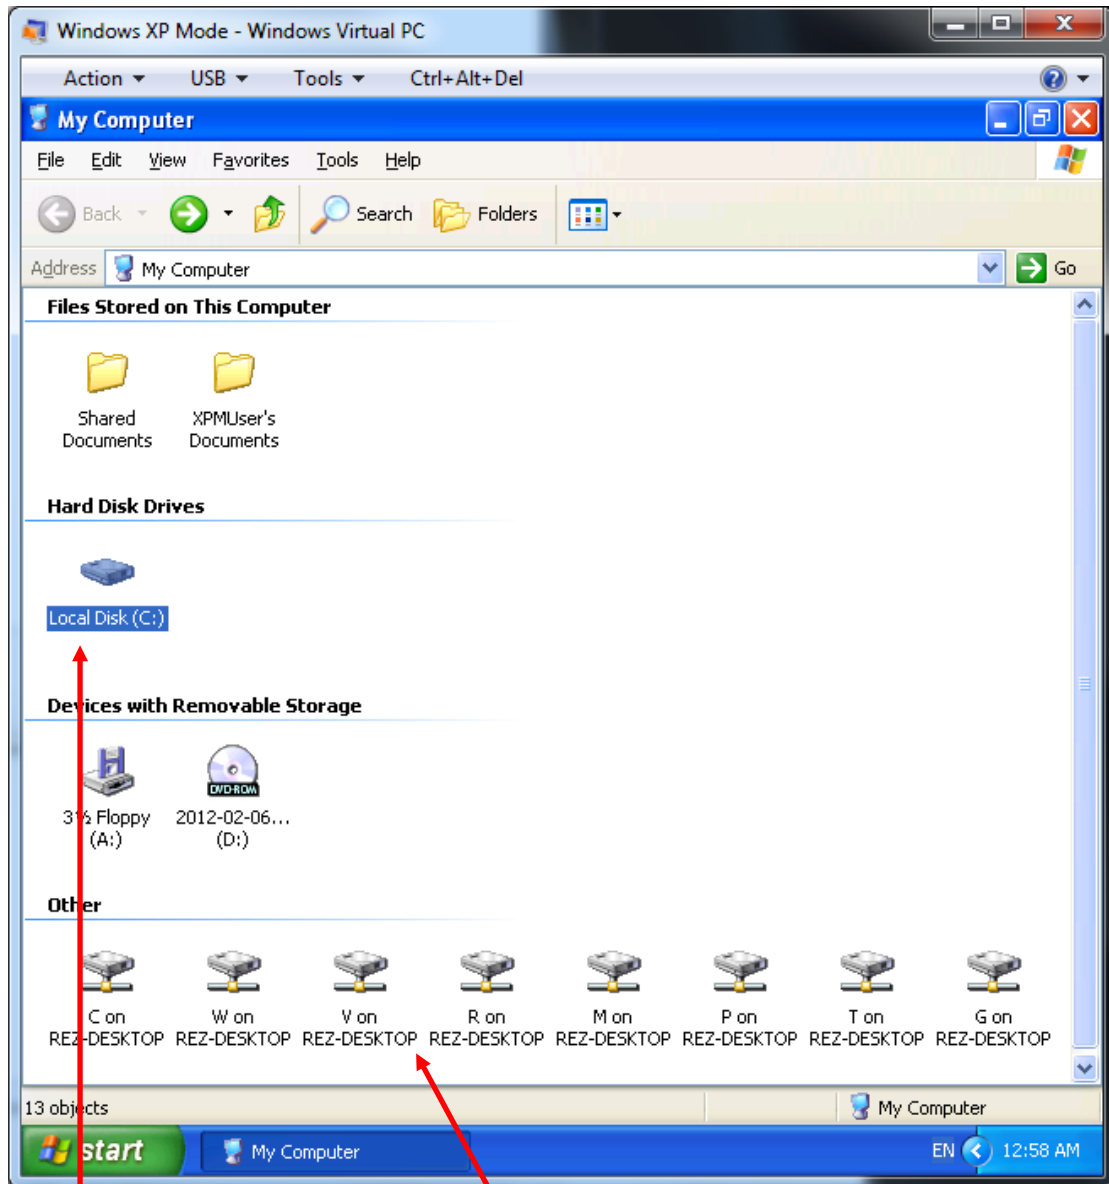 Windows XP Mode - Windows Virtual PC
Action USB Tools Ctrl+Alt+Del
My Computer
File Edit View Favorites Tools Help
Back Search Folders
Address My Computer Go
Files Stored on This Computer
Shared Documents
XPMUser's Documents
Hard Disk Drives
Local Disk (C:)
Devices with Removable Storage
3½ Floppy (A:)
DVD-ROM
2012-02-06... (D:)
Other
C on REZ-DESKTOP
W on REZ-DESKTOP
V on REZ-DESKTOP
R on REZ-DESKTOP
M on REZ-DESKTOP
P on REZ-DESKTOP
T on REZ-DESKTOP
G on REZ-DESKTOP
13 objects My Computer
start My Computer EN 12:58 AM